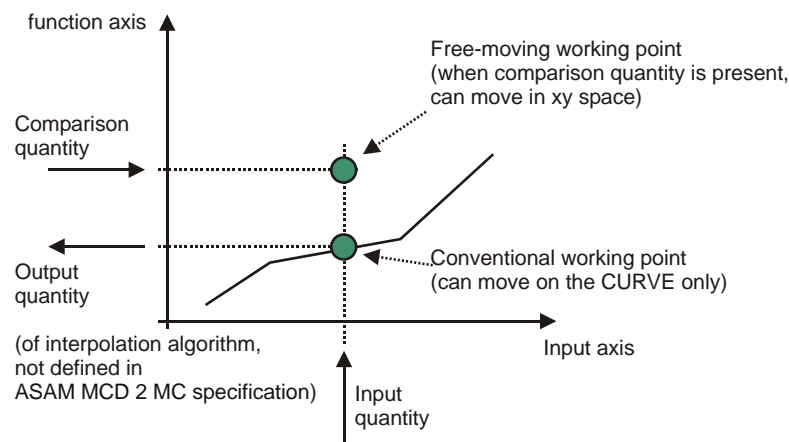 function axis
Free-moving working point
(when comparison quantity is present,
can move in xy space)
Comparison
quantity
Output
quantity
Conventional working point
(can move on the CURVE only)
(of interpolation algorithm,
not defined in
ASAM MCD 2 MC specification)
Input axis
Input
quantity